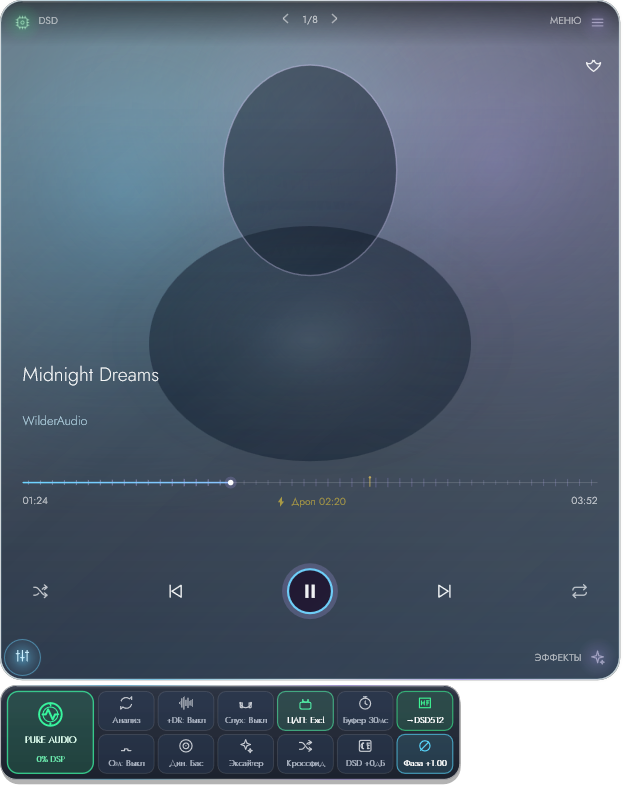 DSD
1/8
МЕНЮ
Midnight Dreams
WilderAudio
01:24
Дроп 02:20
03:52
ЭФФЕКТЫ
PURE AUDIO
0% DSP
Анализ
+DR: Выкл
Слух: Выкл
ЦАП: Excl
Буфер 30мс
HF
→DSD512
Выкл
Дин. Бас
Эксайтер
Кроссфид
DSD +0дБ
Фаза +1.00